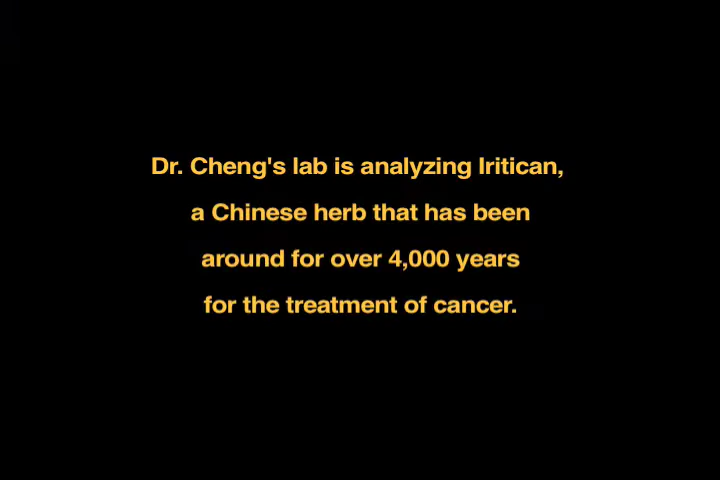 Dr. Cheng's lab is analyzing Iritican,
a Chinese herb that has been
around for over 4,000 years
for the treatment of cancer.